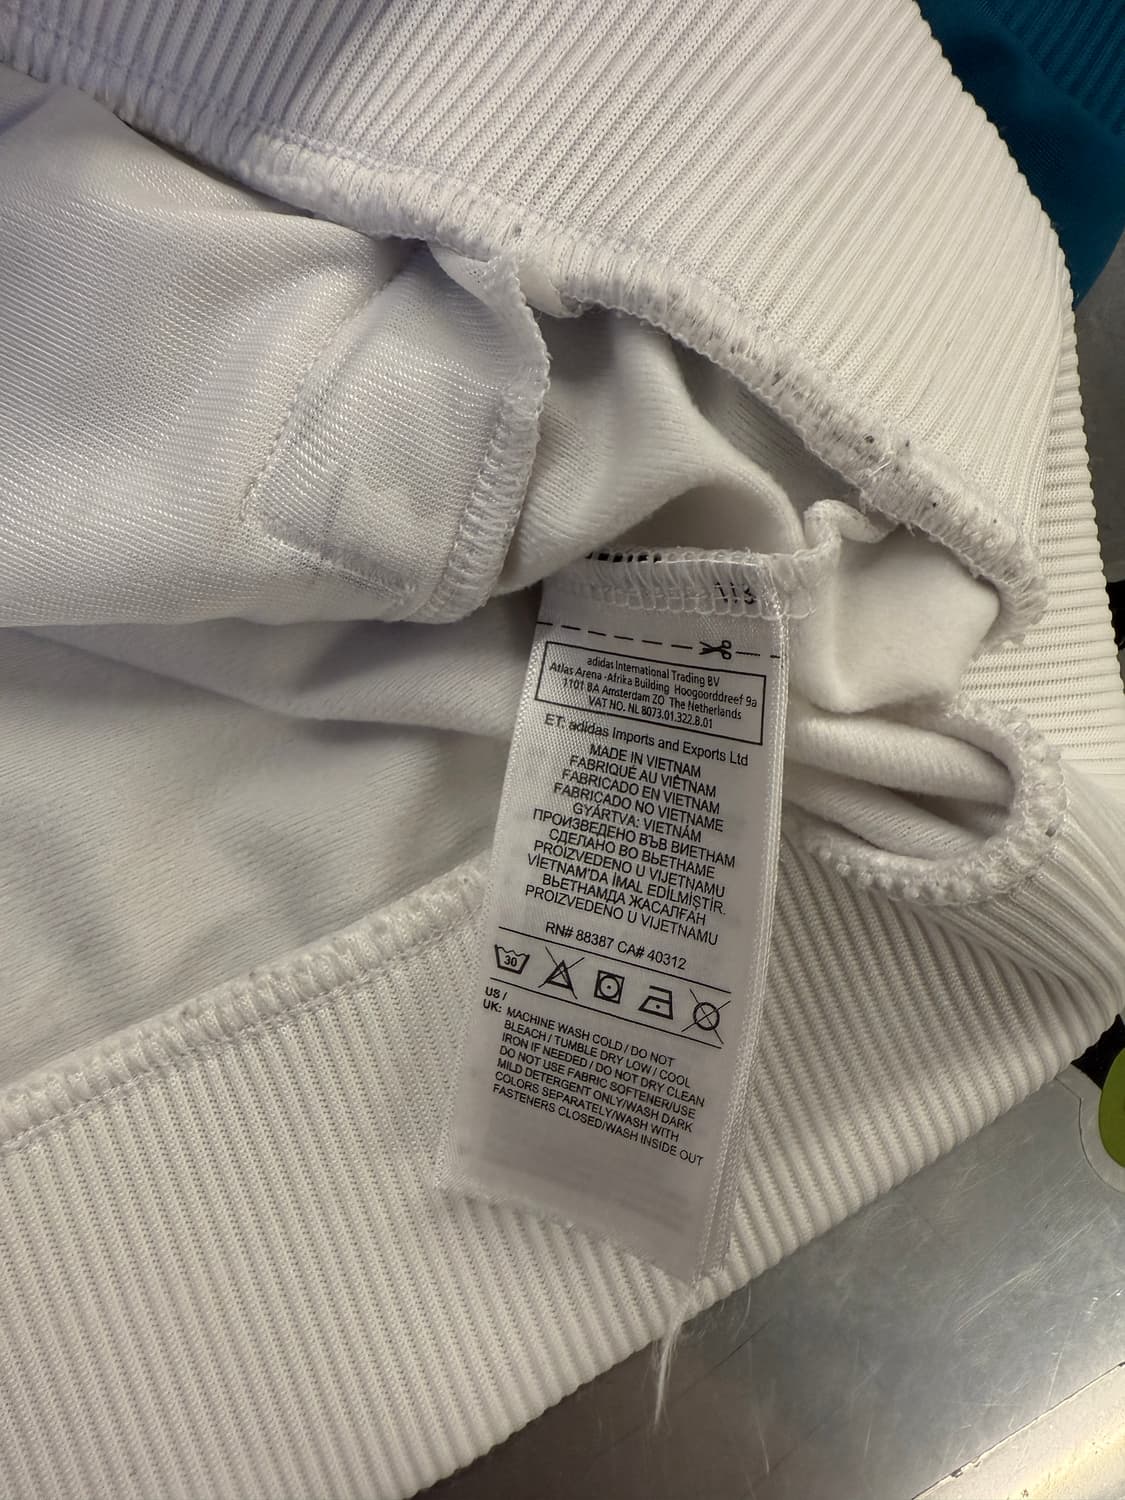 adidas International Trading BV
Atlas Arena -Afrika Building Hoogoorddreef 9a
1101 BA Amsterdam ZO The Netherlands
VAT NO. NL 8073.01.322.B.01
ET: adidas Imports and Exports Ltd
MADE IN VIETNAM
FABRIQUÉ AU VIÊTNAM
FABRICADO EN VIETNAM
FABRICADO NO VIETNAME
GYÁRTVA: VIETNÁM
ПРОИЗВЕДЕНО ВЪВ ВИЕТНАМ
СДЕЛАНО ВО ВЬЕТНАМЕ
PROIZVEDENO U VIJETNAMU
VİETNAM'DA İMAL EDİLMİŞTİR.
ВЬЕТНАМДА ЖАСАЛҒАН
PROIZVEDENO U VIJETNAMU
RN# 88387 CA# 40312
30
US /
UK: MACHINE WASH COLD / DO NOT
BLEACH / TUMBLE DRY LOW / COOL
IRON IF NEEDED / DO NOT DRY CLEAN
DO NOT USE FABRIC SOFTENER/USE
MILD DETERGENT ONLY/WASH DARK
COLORS SEPARATELY/WASH WITH
FASTENERS CLOSED/WASH INSIDE OUT